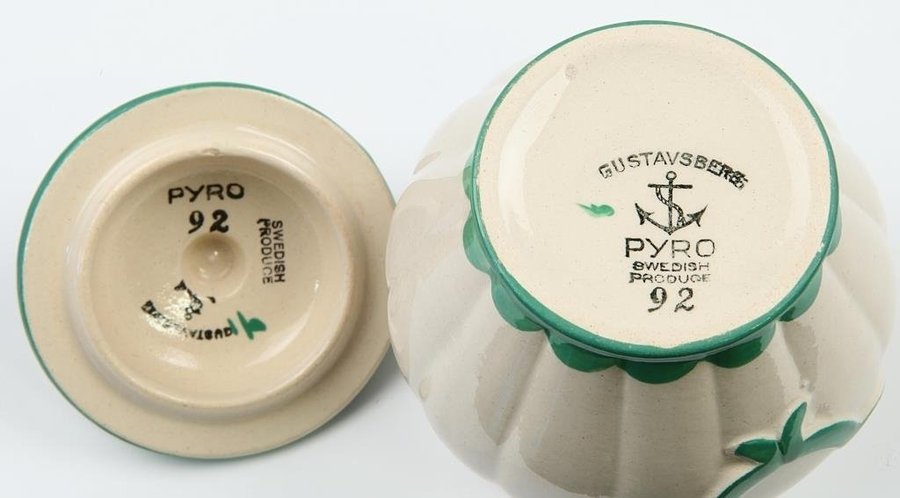 PYRO
92
SWEDISH
PRODUCE
GUSTAVSBERG
PYRO
SWEDISH
PRODUCE
92